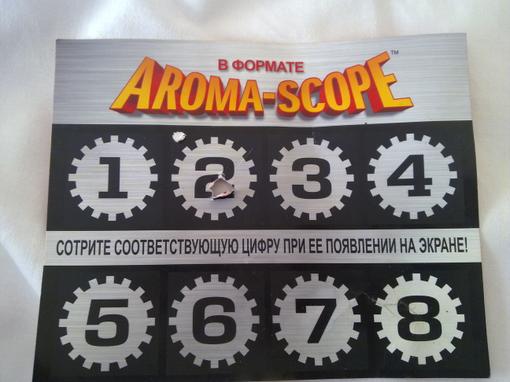 В ФОРМАТЕ
AROMA-SCOPE™
1 2 3 4
СОТРИТЕ СООТВЕТСТВУЮЩУЮ ЦИФРУ ПРИ ЕЕ ПОЯВЛЕНИИ НА ЭКРАНЕ!
5 6 7 8